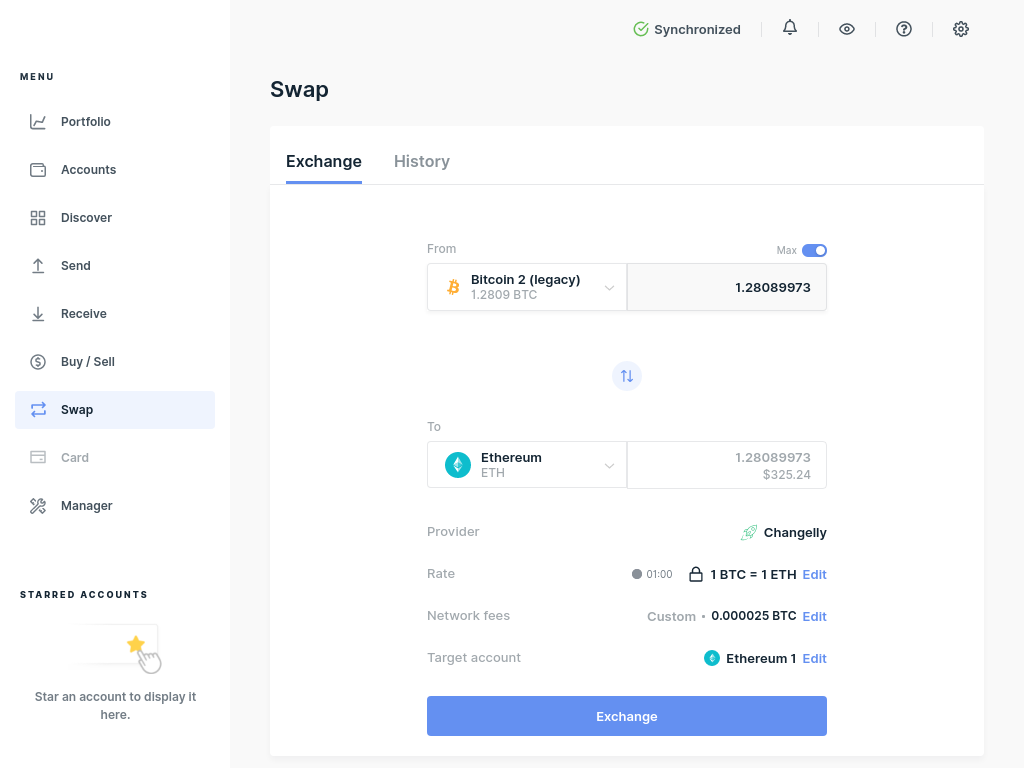 Synchronized
MENU
Portfolio
Accounts
Discover
Send
Receive
Buy / Sell
Swap
Card
Manager
STARRED ACCOUNTS
Star an account to display it
here.
Swap
Exchange
History
From
Max
Bitcoin 2 (legacy)
1.2809 BTC
1.28089973
To
Ethereum
ETH
1.28089973
$325.24
Provider
Changelly
Rate
01:00
1 BTC = 1 ETH Edit
Network fees
Custom • 0.000025 BTC Edit
Target account
Ethereum 1 Edit
Exchange